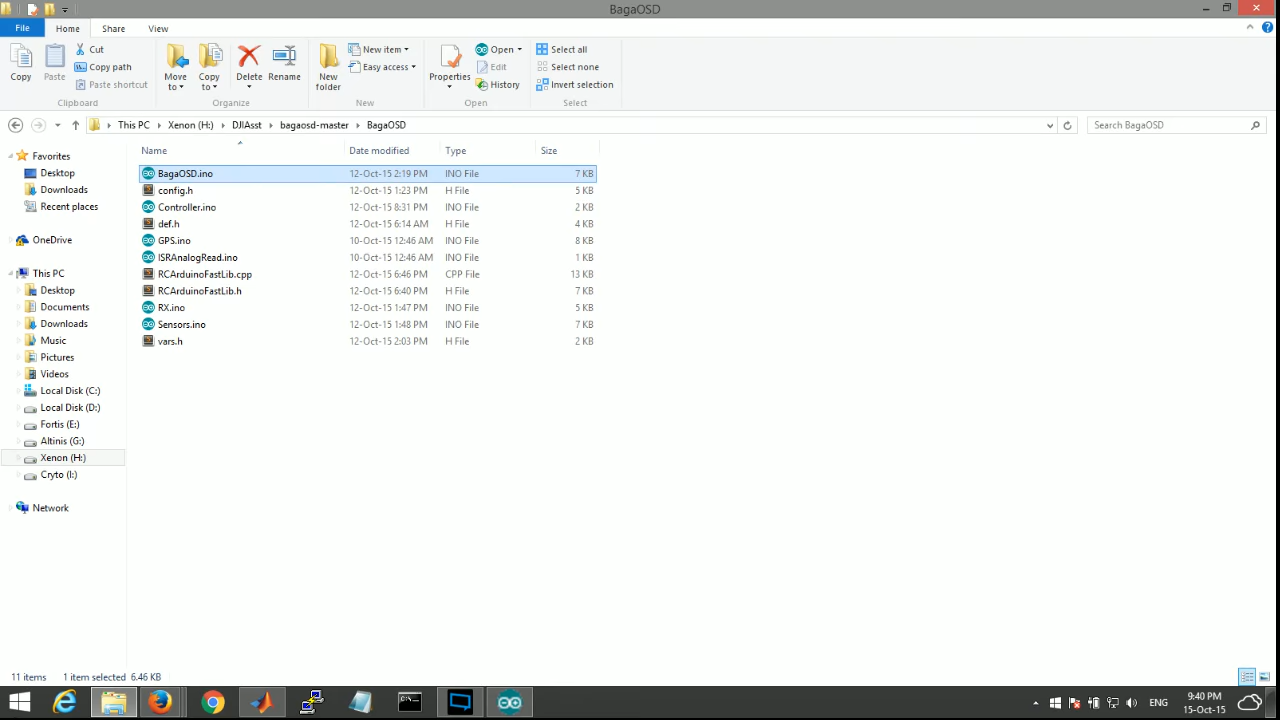 BagaOSD
File Home Share View
Copy Paste Cut Copy path Paste shortcut Move to Copy to Delete Rename New folder New item Easy access Properties Open Edit History Select all Select none Invert selection
Clipboard Organize New Open Select
This PC Xenon (H:) DJIAsst bagaosd-master BagaOSD Search BagaOSD
Favorites
Desktop
Downloads
Recent places
OneDrive
This PC
Desktop
Documents
Downloads
Music
Pictures
Videos
Local Disk (C:)
Local Disk (D:)
Fortis (E:)
Altinis (G:)
Xenon (H:)
Cryto (I:)
Network
Name Date modified Type Size
BagaOSD.ino 12-Oct-15 2:19 PM INO File 7 KB
config.h 12-Oct-15 1:23 PM H File 5 KB
Controller.ino 12-Oct-15 8:31 PM INO File 2 KB
def.h 12-Oct-15 6:14 AM H File 4 KB
GPS.ino 10-Oct-15 12:46 AM INO File 8 KB
ISRAnalogRead.ino 10-Oct-15 12:46 AM INO File 1 KB
RCArduinoFastLib.cpp 12-Oct-15 6:46 PM CPP File 13 KB
RCArduinoFastLib.h 12-Oct-15 6:40 PM H File 7 KB
RX.ino 12-Oct-15 1:47 PM INO File 5 KB
Sensors.ino 12-Oct-15 1:48 PM INO File 7 KB
vars.h 12-Oct-15 2:03 PM H File 2 KB
11 items 1 item selected 6.46 KB
ENG 9:40 PM
15-Oct-15